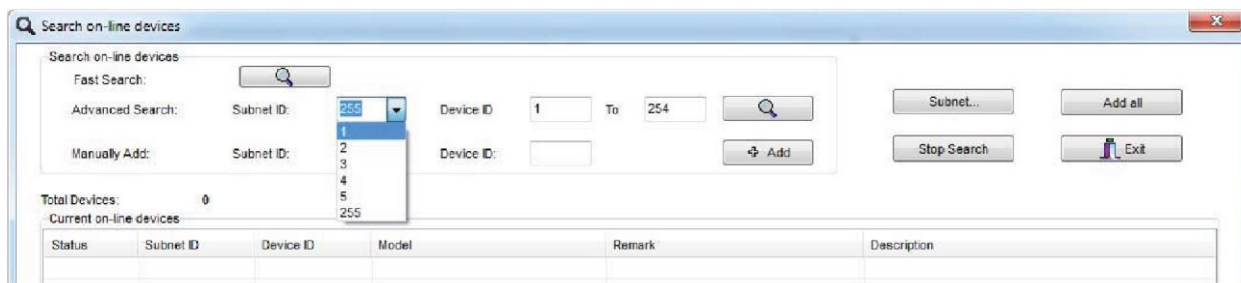 Search on-line devices
Search on-line devices
Fast Search:
Advanced Search: Subnet ID: 255 Device ID 1 To 254 Subnet... Add all
1
2
Manually Add: Subnet ID: Device ID: Add Stop Search Exit
3
4
5
255
Total Devices: 0
Current on-line devices
Status Subnet ID Device ID Model Remark Description